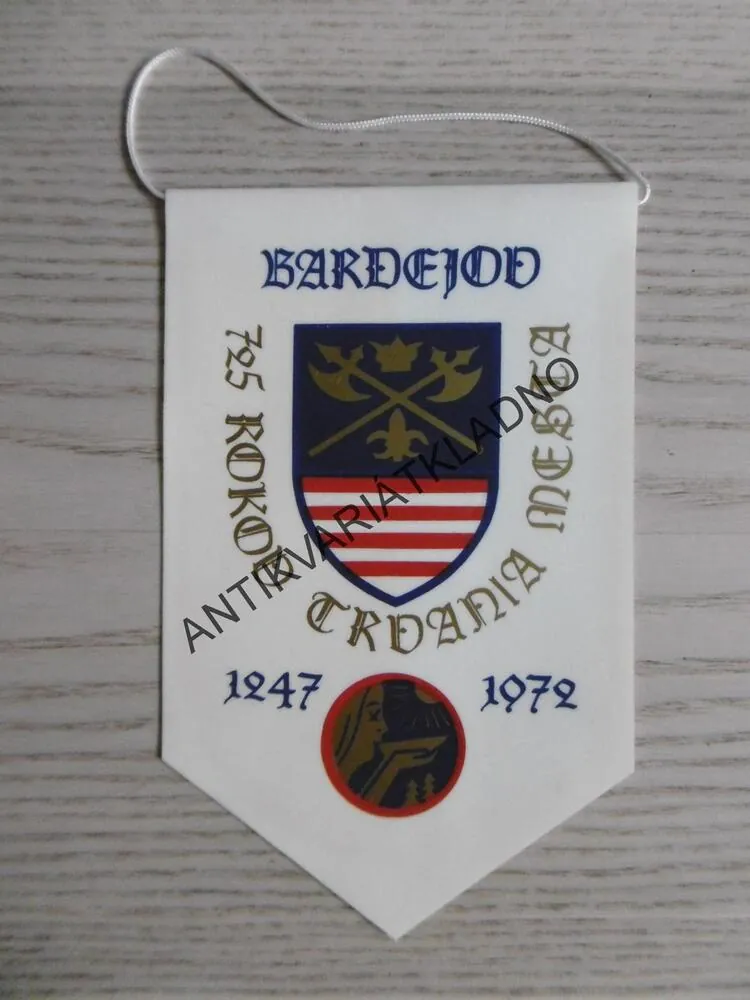 BARDEJOV
725 ROKOV TRVANIA MESTA
1247 1972
ANTIKVARIÁTKLADNO